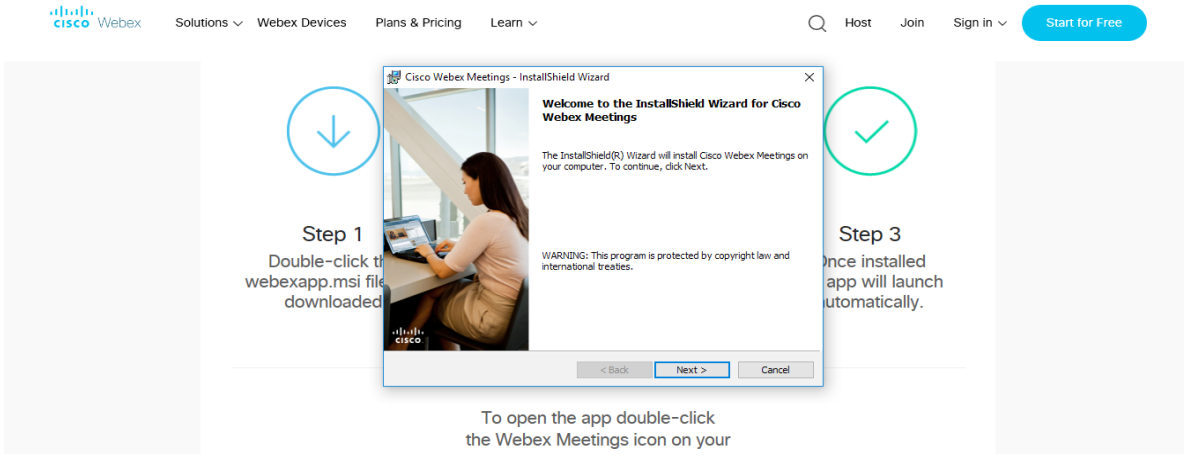 CISCO Webex Solutions Webex Devices Plans & Pricing Learn Host Join Sign in Start for Free
Cisco Webex Meetings - InstallShield Wizard
Welcome to the InstallShield Wizard for Cisco
Webex Meetings
The InstallShield(R) Wizard will install Cisco Webex Meetings on
your computer. To continue, click Next.
WARNING: This program is protected by copyright law and
international treaties.
CISCO
< Back Next > Cancel
Step 1
Double-click
webexapp.msi
downloaded
Step 3
installed
app will launch
To open the app double-click
the Webex Meetings icon on your